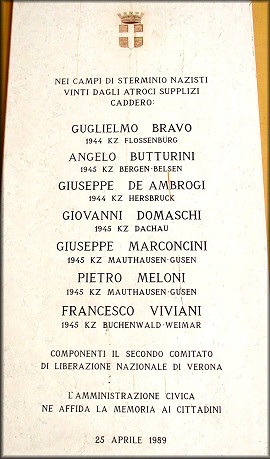 NEI CAMPI DI STERMINIO NAZISTI
VINTI DAGLI ATROCI SUPPLIZI
CADDERO:
GUGLIELMO BRAVO
1944 KZ FLOSSENBÜRG
ANGELO BUTTURINI
1945 KZ BERGEN-BELSEN
GIUSEPPE DE AMBROGI
1944 KZ HERSBRUCK
GIOVANNI DOMASCHI
1945 KZ DACHAU
GIUSEPPE MARCONCINI
1945 KZ MAUTHAUSEN-GUSEN
PIETRO MELONI
1945 KZ MAUTHAUSEN-GUSEN
FRANCESCO VIVIANI
1945 KZ BUCHENWALD-WEIMAR
COMPONENTI IL SECONDO COMITATO
DI LIBERAZIONE NAZIONALE DI VERONA
L'AMMINISTRAZIONE CIVICA
NE AFFIDA LA MEMORIA AI CITTADINI
25 APRILE 1989